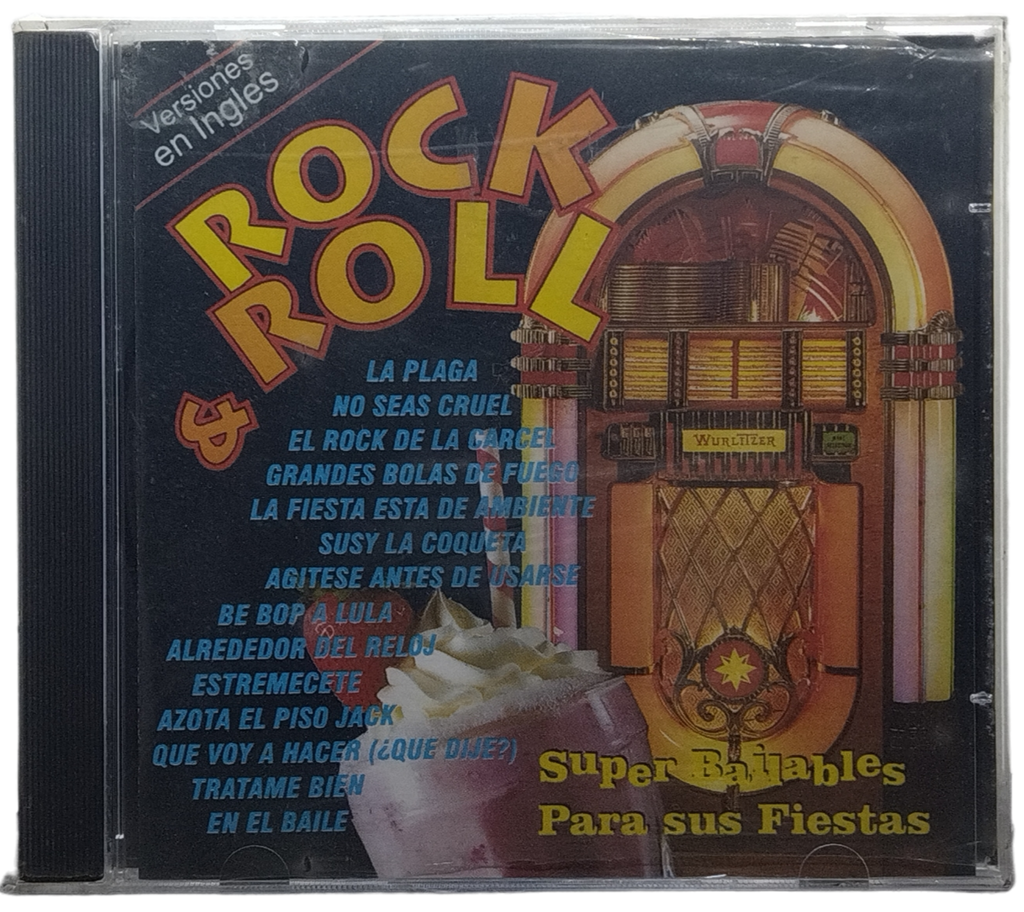 Versiones
en Ingles
ROCK
& ROLL
LA PLAGA
NO SEAS CRUEL
EL ROCK DE LA CARCEL
GRANDES BOLAS DE FUEGO
LA FIESTA ESTA DE AMBIENTE
SUSY LA COQUETA
AGITESE ANTES DE USARSE
BE BOP A LULA
ALREDEDOR DEL RELOJ
ESTREMECETE
AZOTA EL PISO JACK
QUE VOY A HACER (¿QUE DIJE?)
TRATAME BIEN
EN EL BAILE
WURLITZER
Super Bailables
Para sus Fiestas